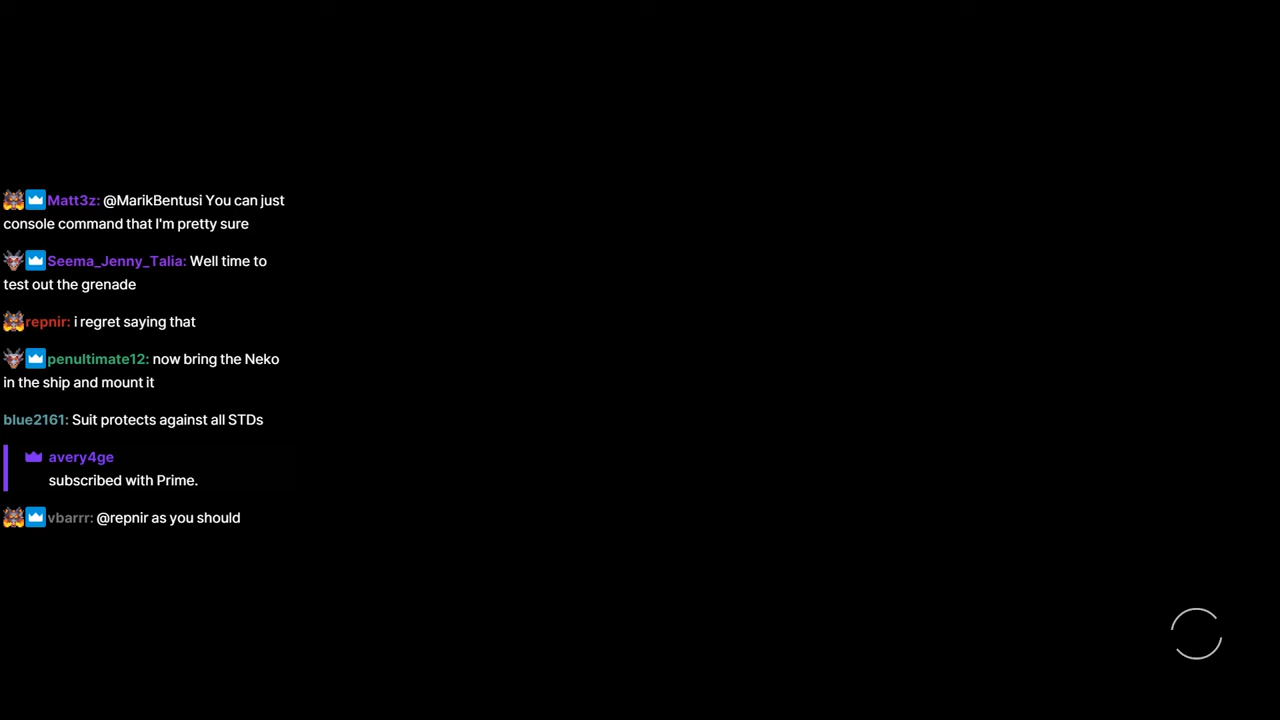 Matt3z: @MarikBentusi You can just
console command that I'm pretty sure
Seema_Jenny_Talia: Well time to
test out the grenade
repnir: i regret saying that
penultimate12: now bring the Neko
in the ship and mount it
blue2161: Suit protects against all STDs
avery4ge
subscribed with Prime.
vbarrr: @repnir as you should